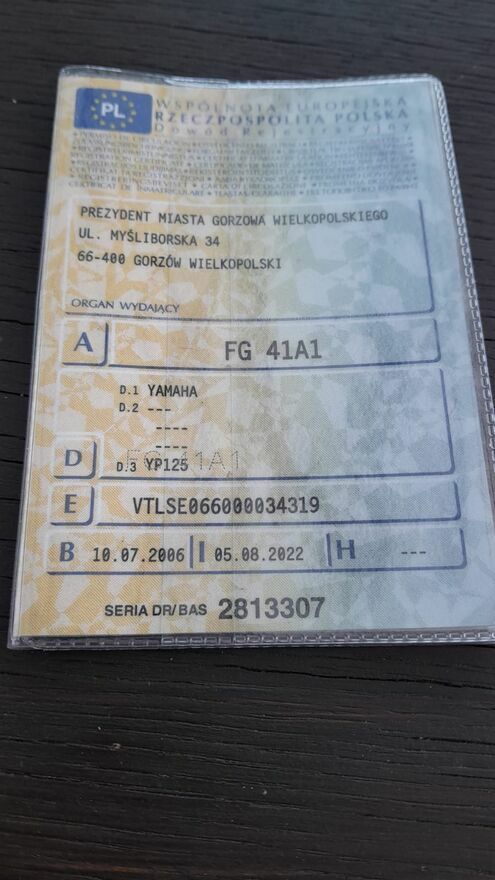 PL
WSPÓLNOTA EUROPEJSKA
RZECZPOSPOLITA POLSKA
Dowód Rejestracyjny
PREZYDENT MIASTA GORZOWA WIELKOPOLSKIEGO
UL. MYŚLIBORSKA 34
66-400 GORZÓW WIELKOPOLSKI
ORGAN WYDAJĄCY
A FG 41A1
D.1 YAMAHA
D.2 ---
----
----
D D.3 YP125
FG 41A1
E VTLSE066000034319
B 10.07.2006 I 05.08.2022 H ---
SERIA DR/BAS 2813307